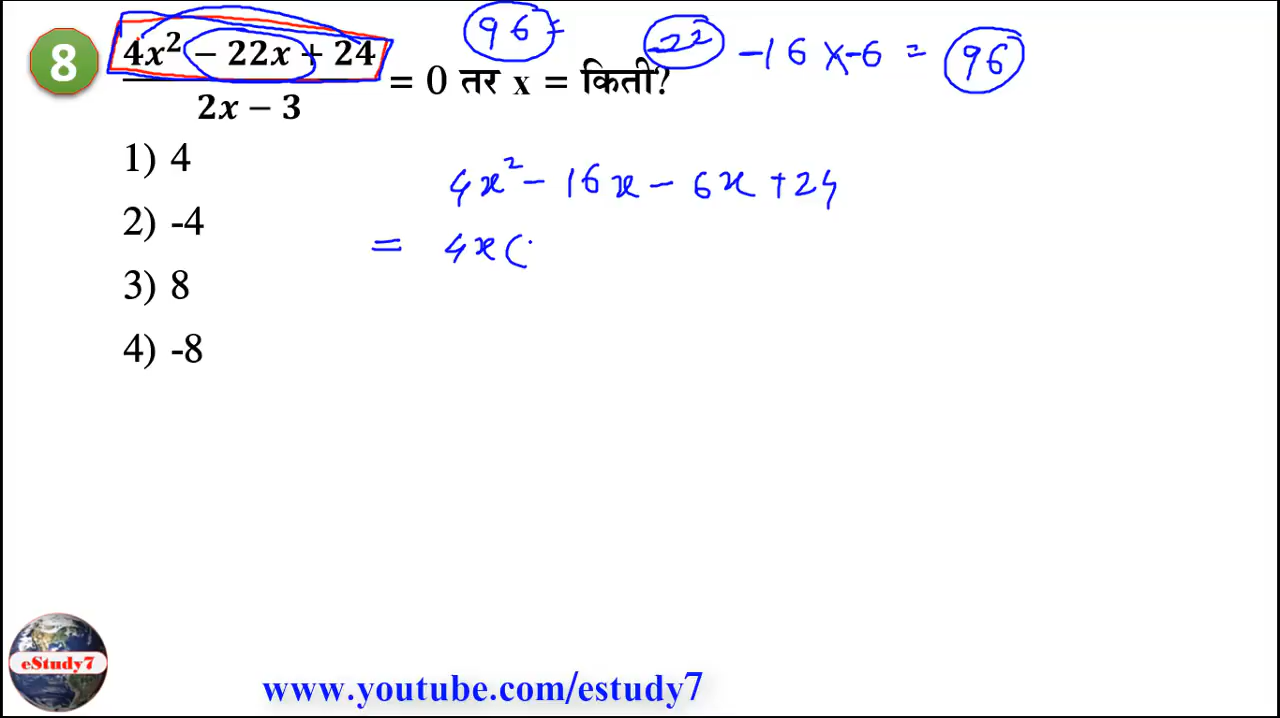 8
4x² − 22x + 24
2x − 3
= 0 तर x = किती?
96 =
-22
-16 x -6 = 96
1) 4
2) -4
3) 8
4) -8
4x² - 16x - 6x + 24
= 4x (
eStudy7
www.youtube.com/estudy7